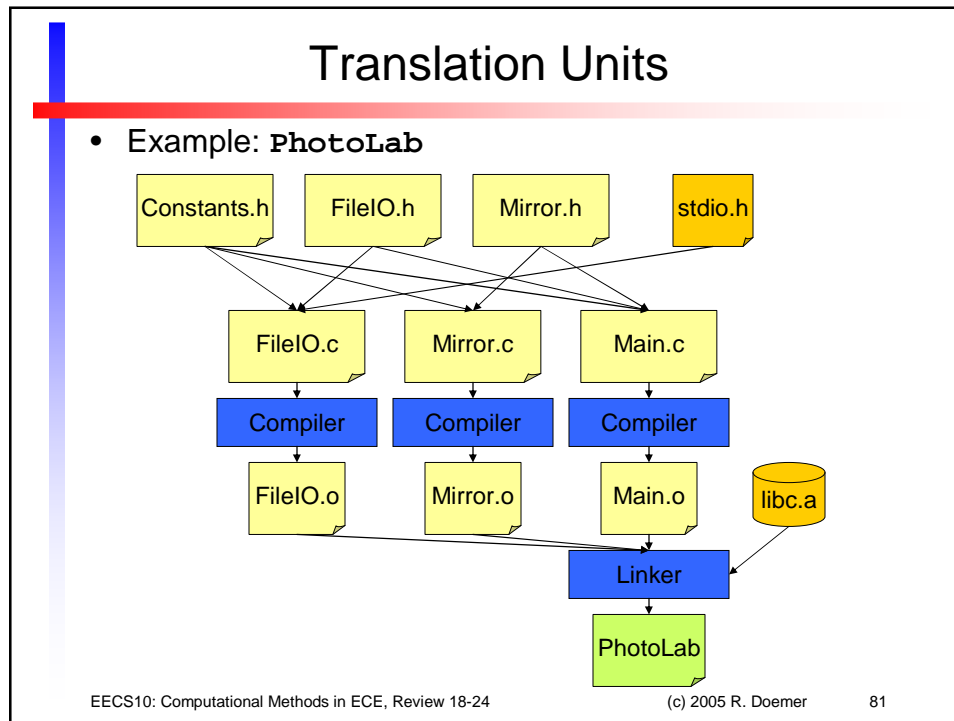 Translation Units
• Example: PhotoLab
Constants.h FileIO.h Mirror.h stdio.h
FileIO.c Mirror.c Main.c
Compiler Compiler Compiler
FileIO.o Mirror.o Main.o libc.a
Linker
PhotoLab
EECS10: Computational Methods in ECE, Review 18-24 (c) 2005 R. Doemer 81